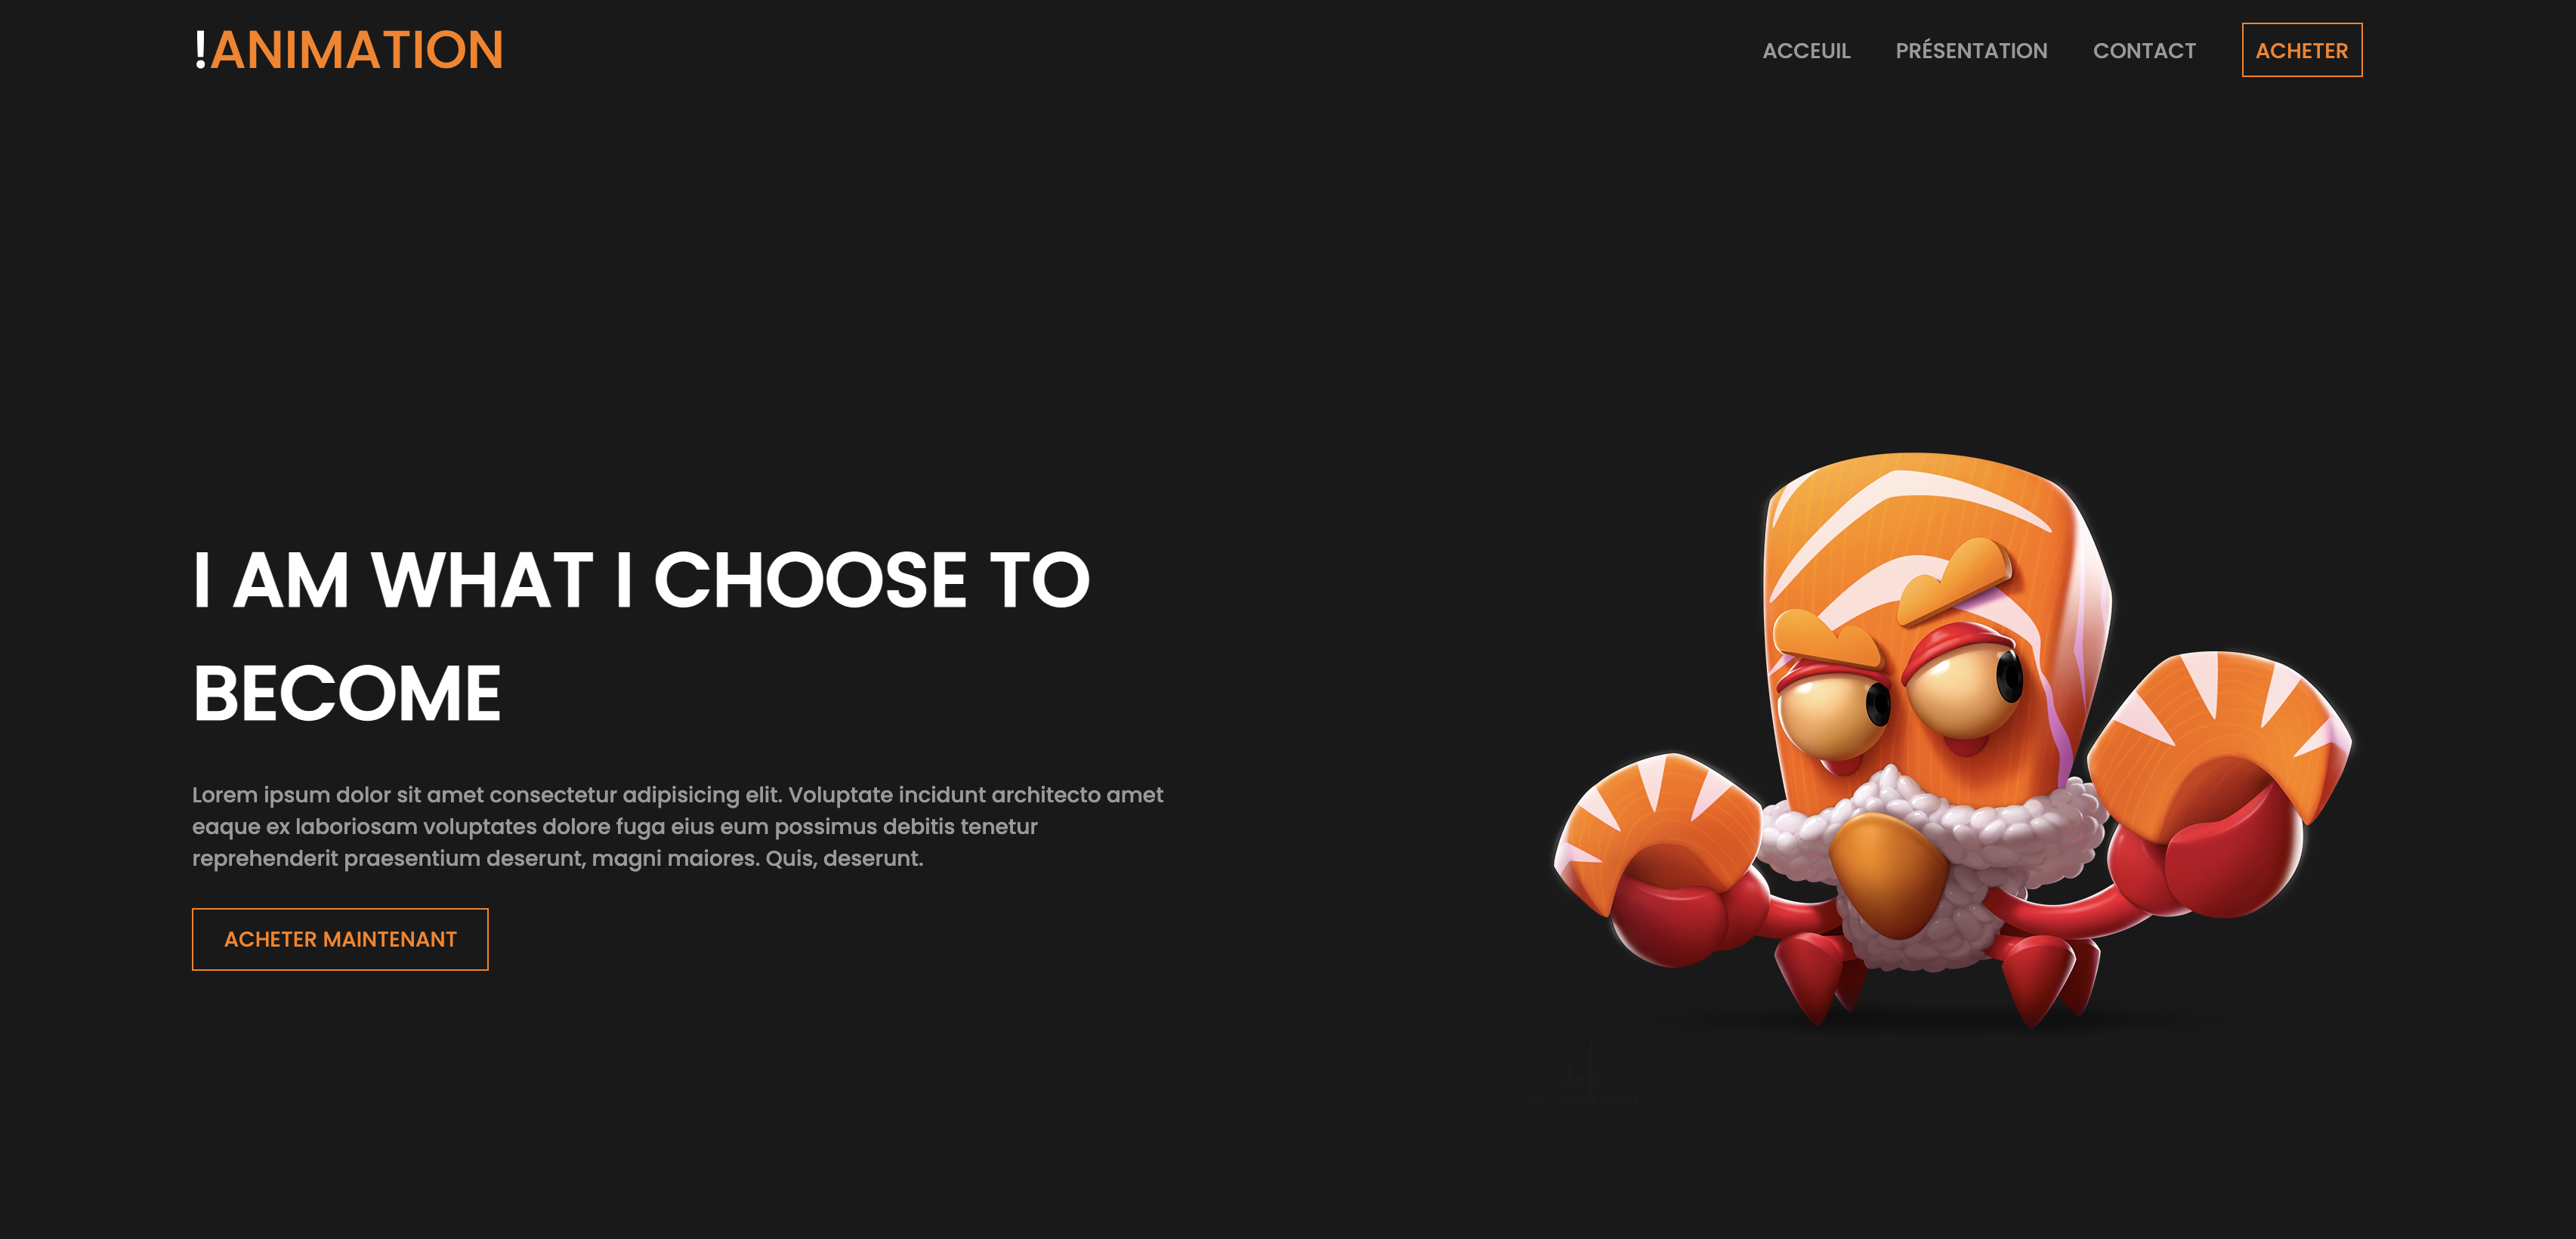 !ANIMATION
ACCEUIL PRÉSENTATION CONTACT ACHETER
I AM WHAT I CHOOSE TO
BECOME
Lorem ipsum dolor sit amet consectetur adipisicing elit. Voluptate incidunt architecto amet
eaque ex laboriosam voluptates dolore fuga eius eum possimus debitis tenetur
reprehenderit praesentium deserunt, magni maiores. Quis, deserunt.
ACHETER MAINTENANT